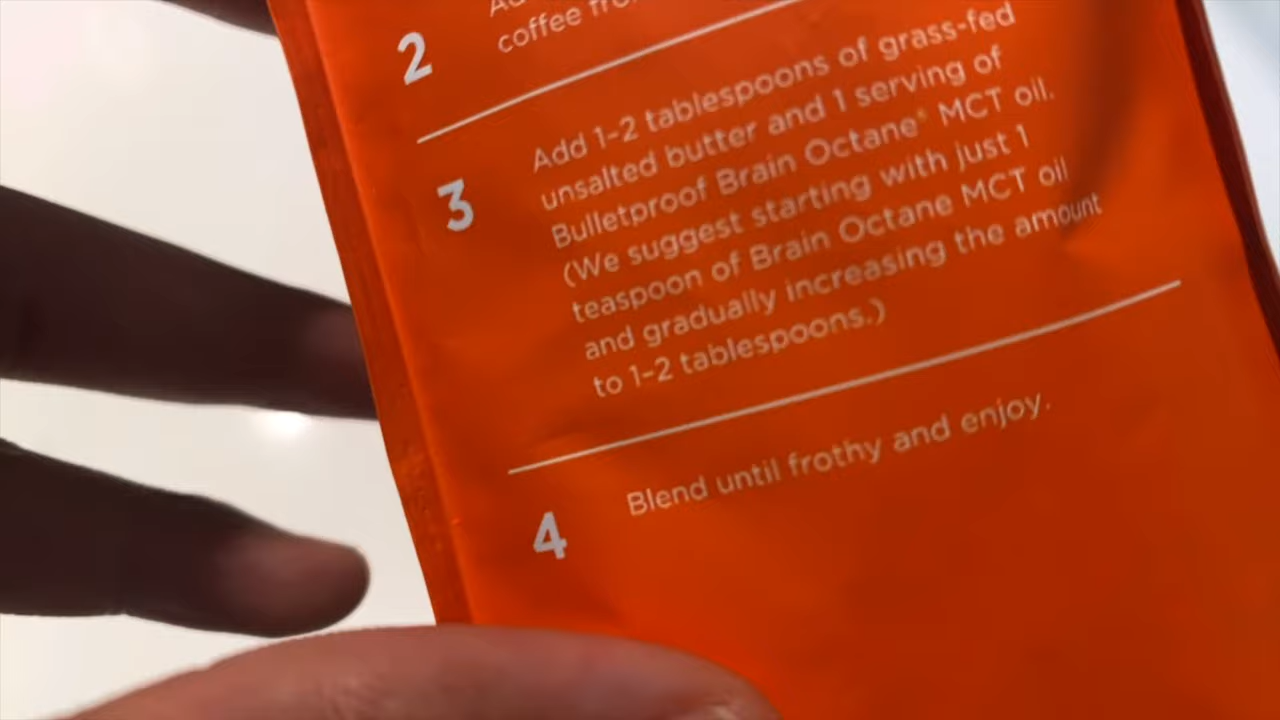 2
coffee
3
Add 1-2 tablespoons of grass-fed
unsalted butter and 1 serving of
Bulletproof Brain Octane® MCT oil.
(We suggest starting with just 1
teaspoon of Brain Octane MCT oil
and gradually increasing the amount
to 1-2 tablespoons.)
4
Blend until frothy and enjoy.